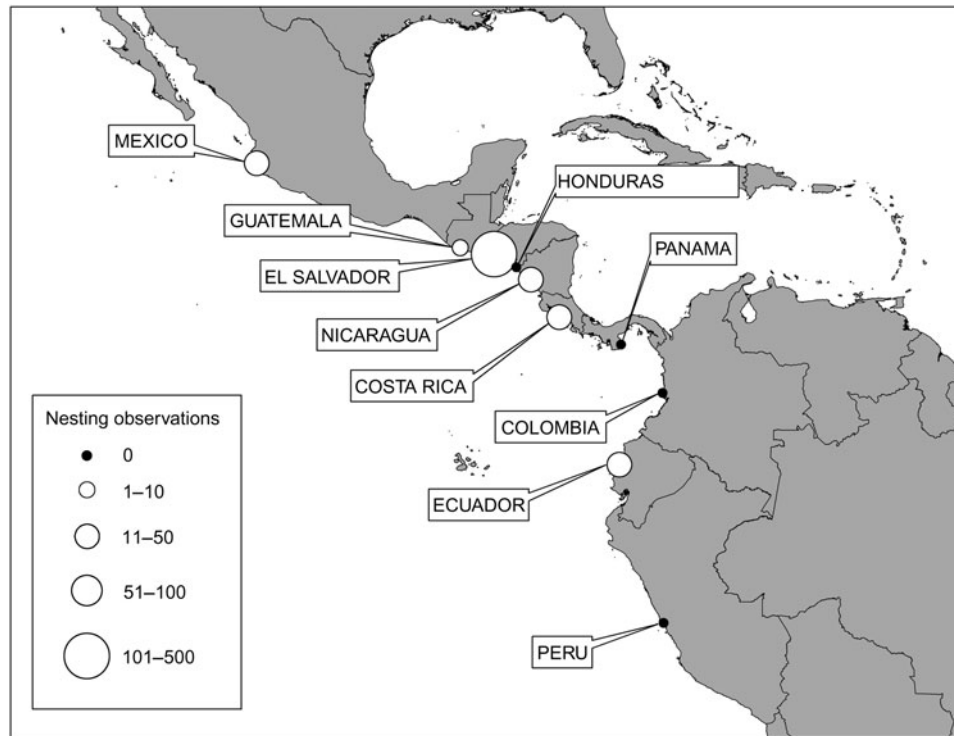 MEXICO
HONDURAS
GUATEMALA
PANAMA
EL SALVADOR
NICARAGUA
COSTA RICA
COLOMBIA
ECUADOR
PERU
Nesting observations
0
1–10
11–50
51–100
101–500